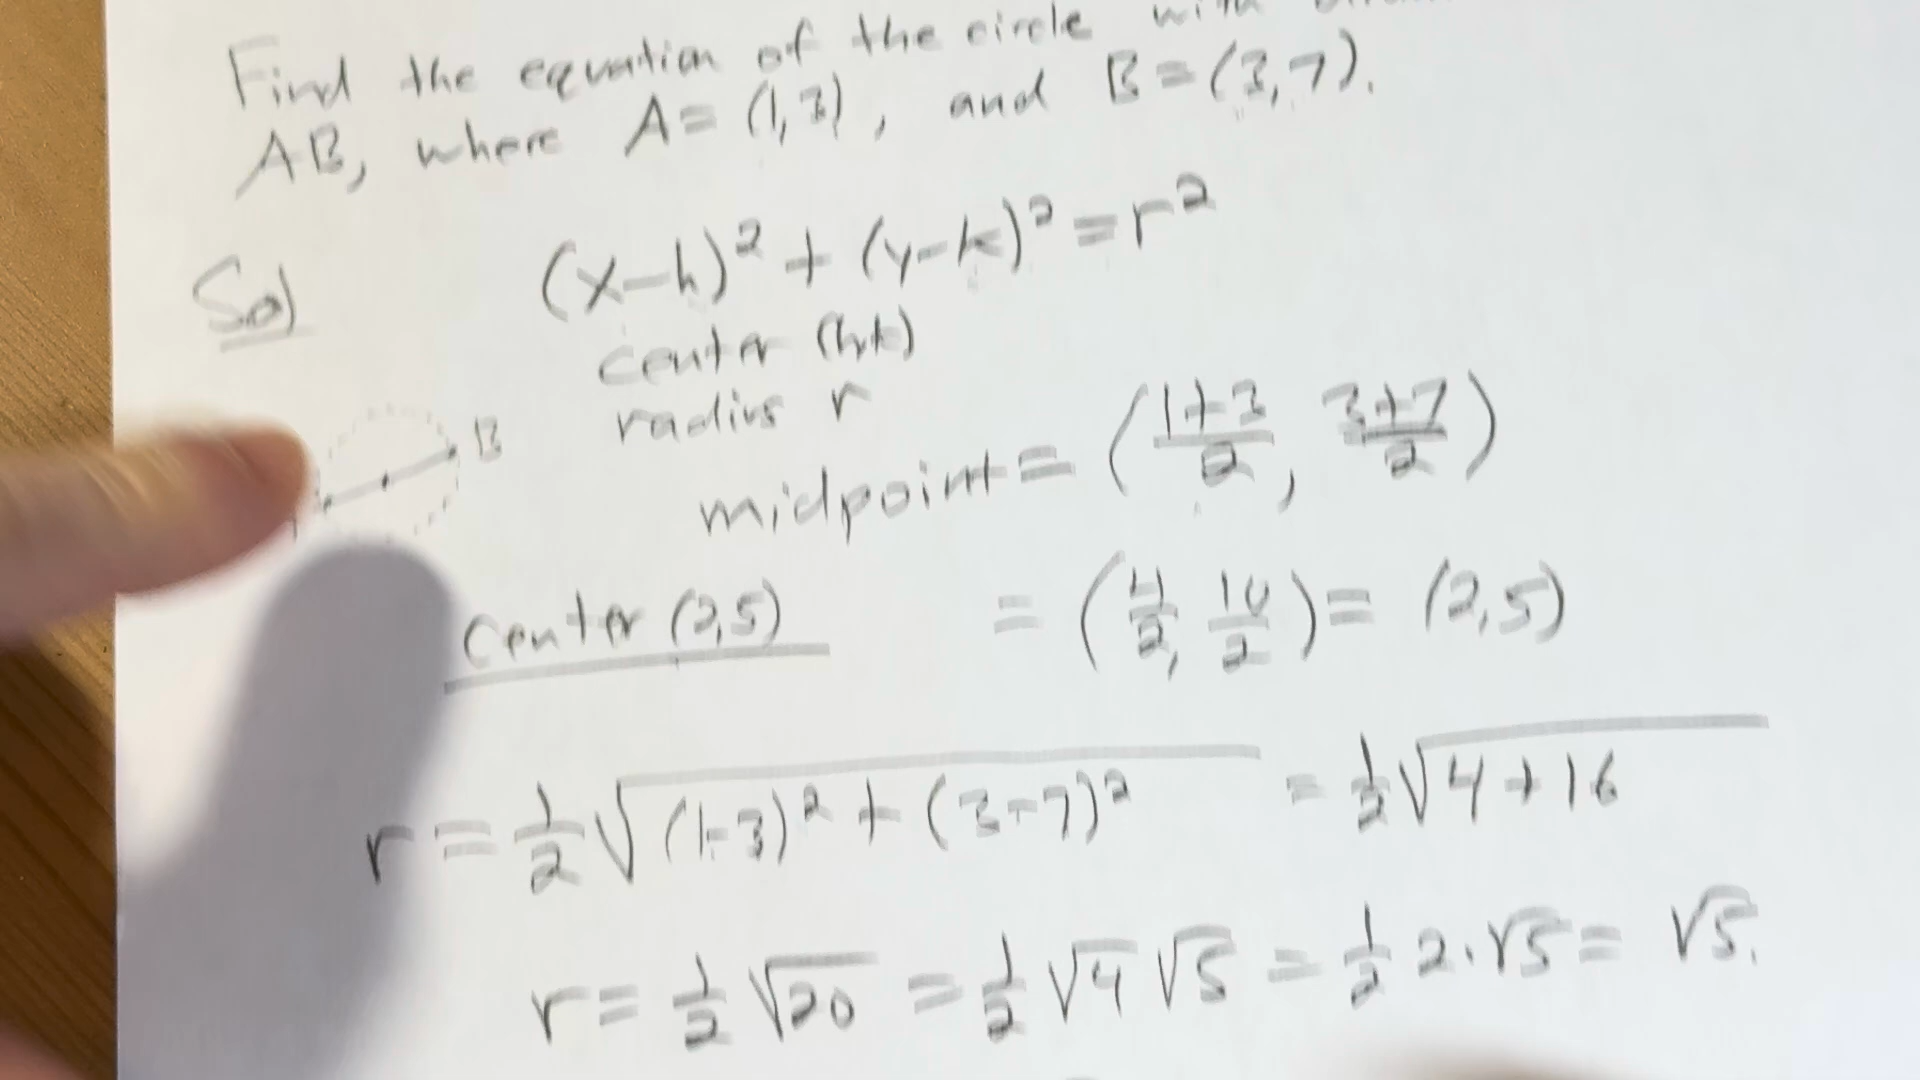 Find the equation of the circle with
AB, where A = (1,3), and B = (3,7).
Sol
(x-h)² + (y-k)² = r²
center (h,k)
radius r
B
midpoint = (1+3/2, 3+7/2)
center (2,5)
= (4/2, 10/2) = (2,5)
r = 1/2 √(1-3)² + (3-7)² = 1/2 √4+16
r = 1/2 √20 = 1/2 √4 √5 = 1/2 2·√5 = √5.